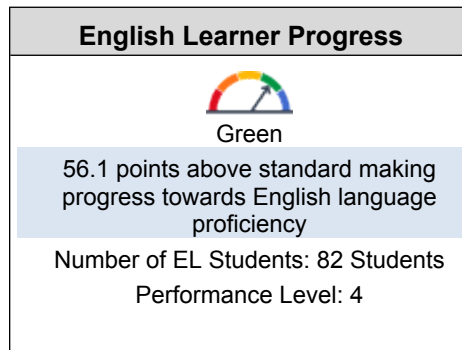 English Learner Progress
Green
56.1 points above standard making
progress towards English language
proficiency
Number of EL Students: 82 Students
Performance Level: 4